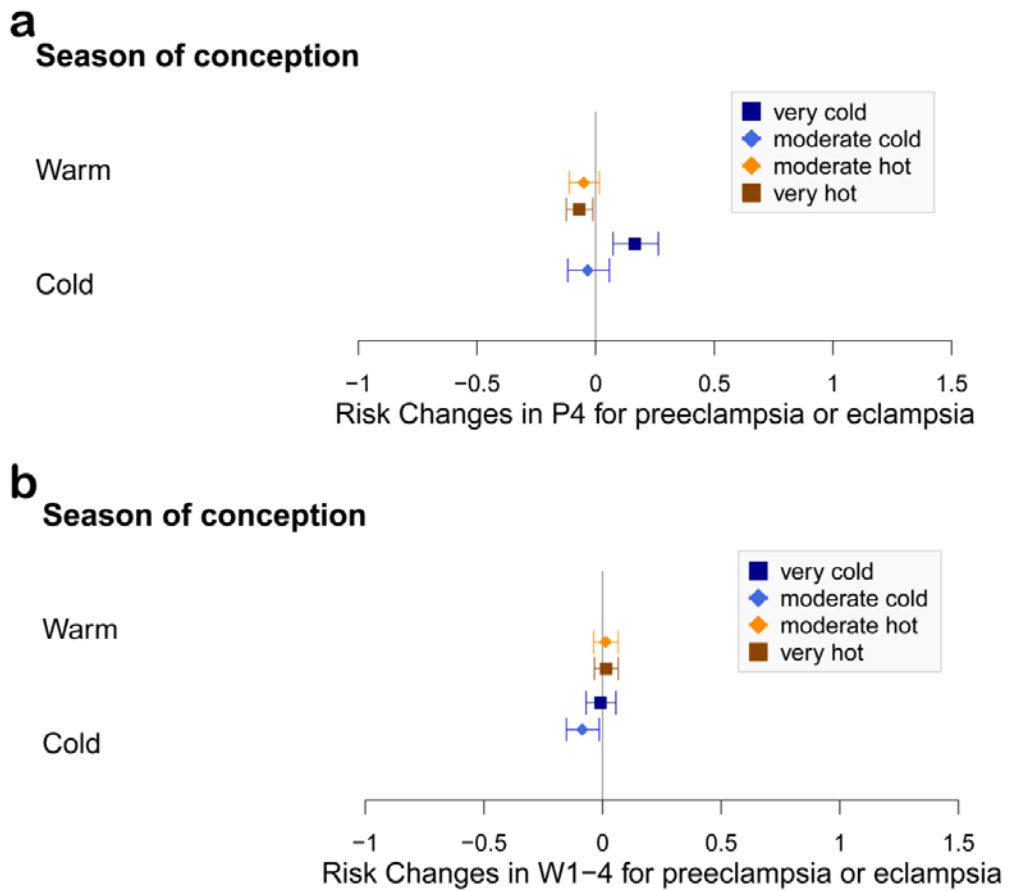 a
Season of conception
very cold
moderate cold
moderate hot
very hot
Warm
Cold
−1 −0.5 0 0.5 1 1.5
Risk Changes in P4 for preeclampsia or eclampsia
b
Season of conception
very cold
moderate cold
moderate hot
very hot
Warm
Cold
−1 −0.5 0 0.5 1 1.5
Risk Changes in W1−4 for preeclampsia or eclampsia